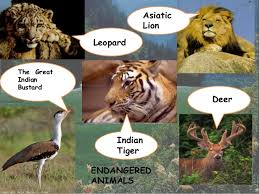 Asiatic
Lion
Leopard
The Great
Indian
Bustard
Deer
Indian
Tiger
ENDANGERED
ANIMALS